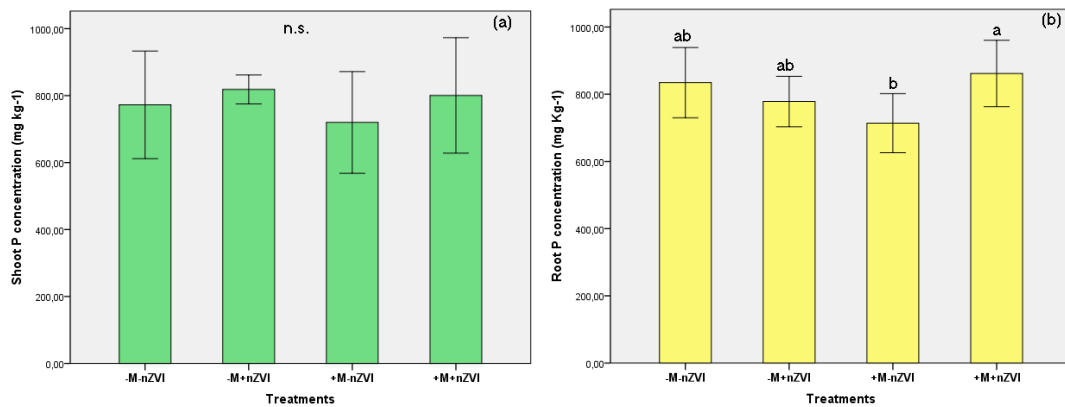 (a)
n.s.
Shoot P concentration (mg kg-1)
1000,00
800,00
600,00
400,00
200,00
0,00
-M-nZVI -M+nZVI +M-nZVI +M+nZVI
Treatments
(b)
ab ab b a
Root P concentration (mg Kg-1)
1000,00
800,00
600,00
400,00
200,00
0,00
-M-nZVI -M+nZVI +M-nZVI +M+nZVI
Treatments